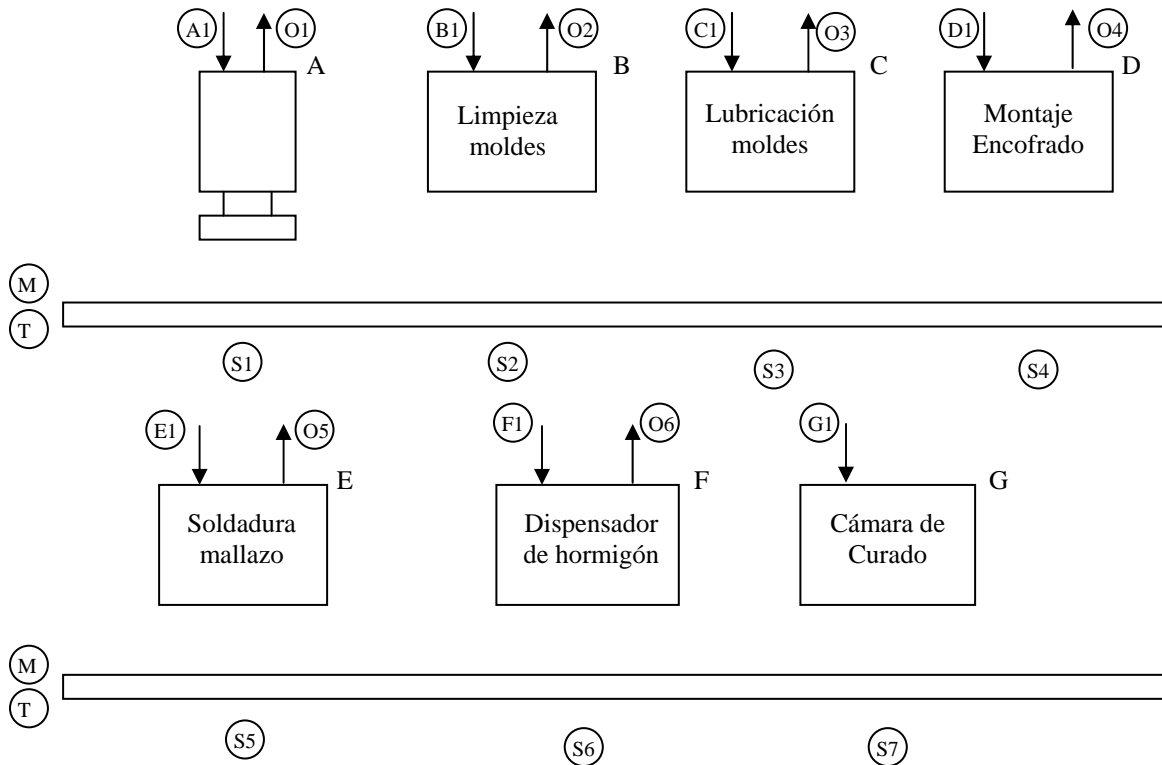 A1 O1 B1 O2 C1 O3 D1 O4
A B C D
Limpieza
moldes
Lubricación
moldes
Montaje
Encofrado
M
T
S1 S2 S3 S4
E1 O5 F1 O6 G1
E F G
Soldadura
mallazo
Dispensador
de hormigón
Cámara de
Curado
M
T
S5 S6 S7